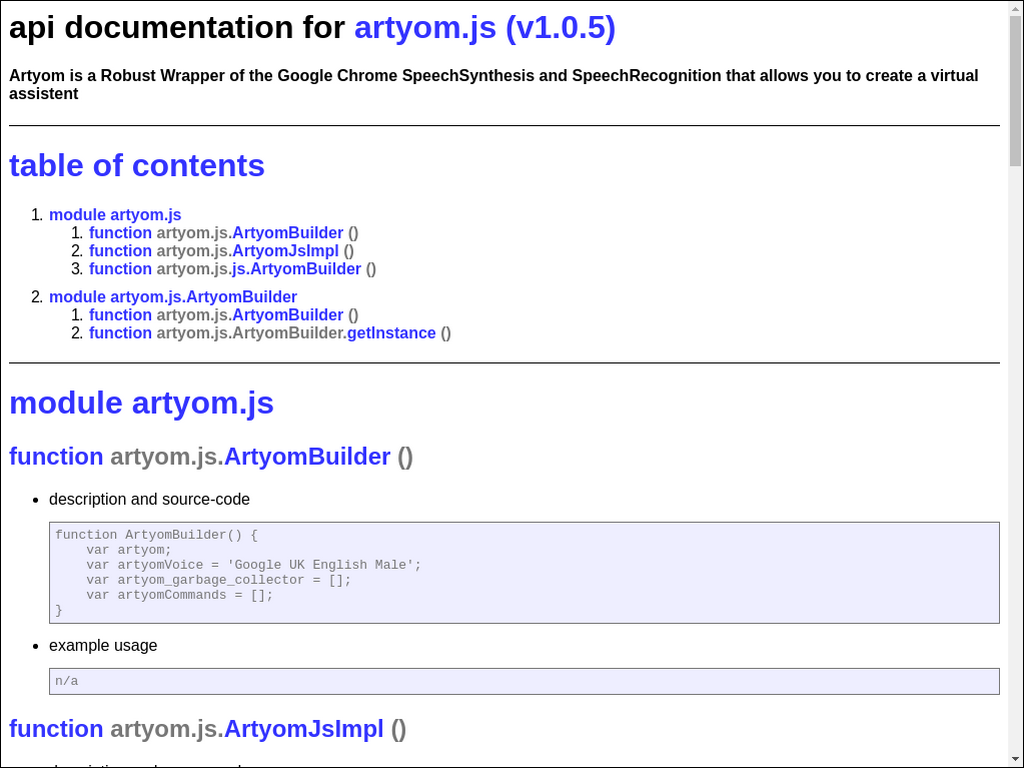 api documentation for artyom.js (v1.0.5)
Artyom is a Robust Wrapper of the Google Chrome SpeechSynthesis and SpeechRecognition that allows you to create a virtual
assistent
table of contents
1. module artyom.js
1. function artyom.js.ArtyomBuilder ()
2. function artyom.js.ArtyomJsImpl ()
3. function artyom.js.js.ArtyomBuilder ()
2. module artyom.js.ArtyomBuilder
1. function artyom.js.ArtyomBuilder ()
2. function artyom.js.ArtyomBuilder.getInstance ()
module artyom.js
function artyom.js.ArtyomBuilder ()
• description and source-code
function ArtyomBuilder() {
    var artyom;
    var artyomVoice = 'Google UK English Male';
    var artyom_garbage_collector = [];
    var artyomCommands = [];
}
• example usage
n/a
function artyom.js.ArtyomJsImpl ()